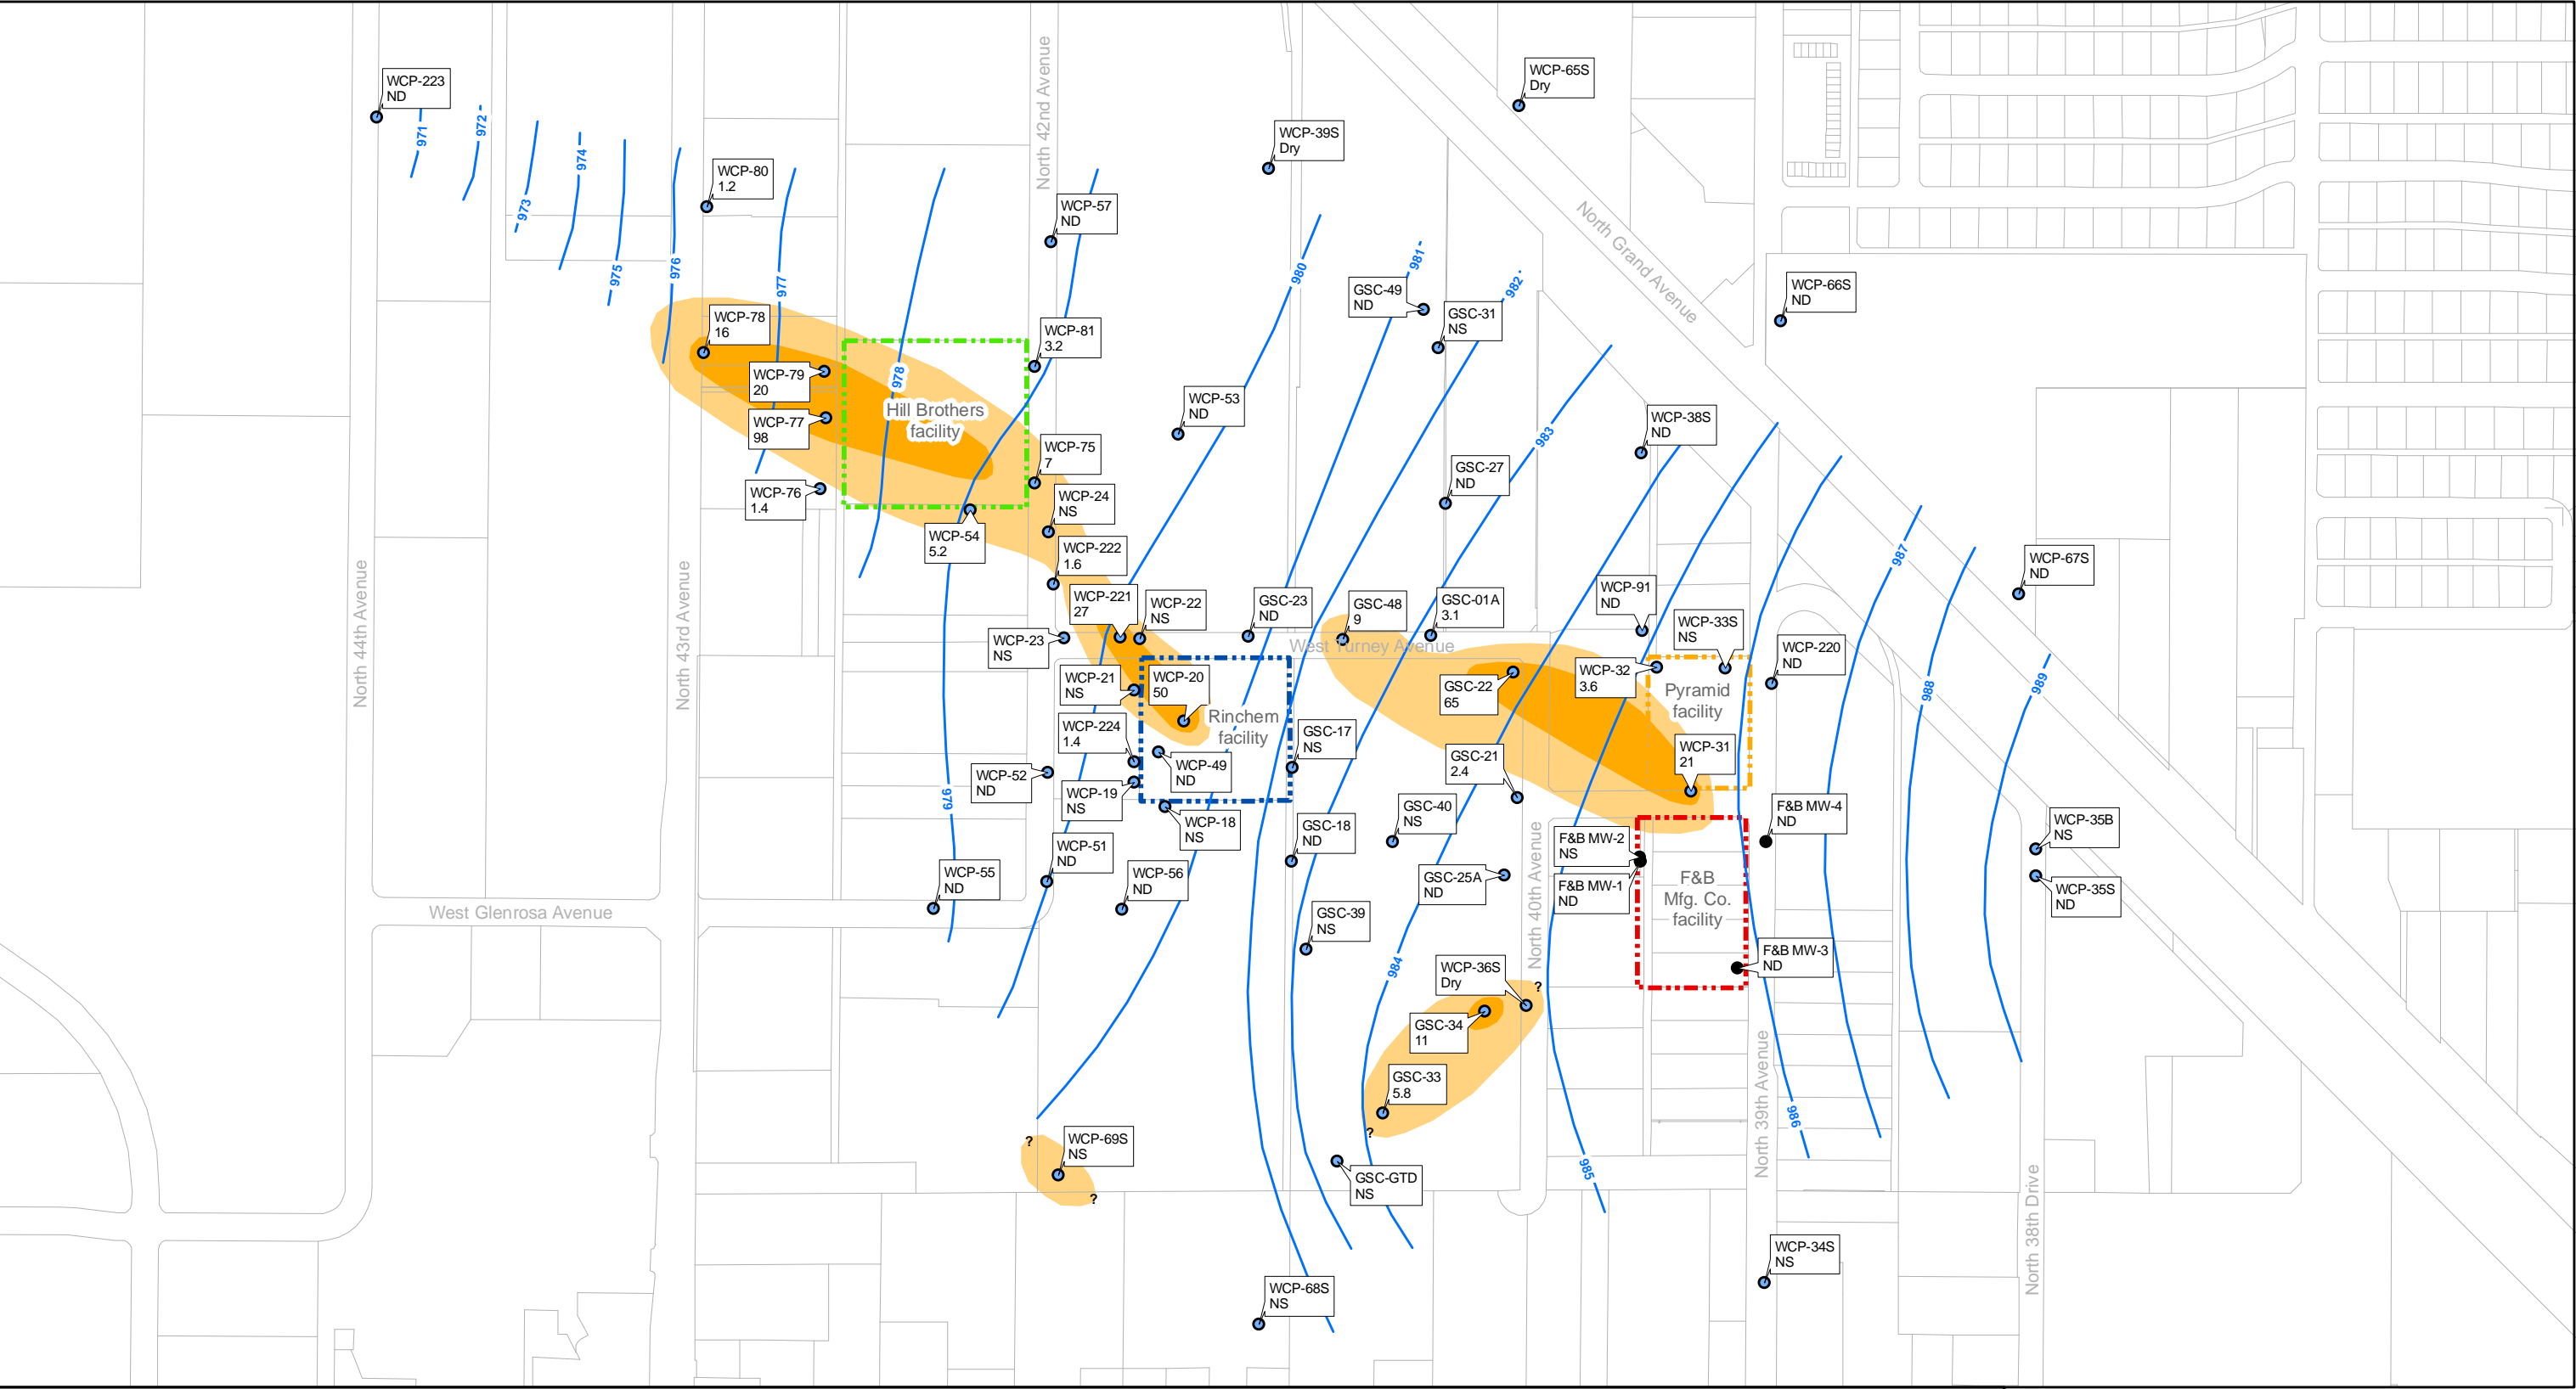 WCP-223
ND
971
972
973
974
975
976
977
978
979
980
981
982
983
984
985
986
987
988
989
North 42nd Avenue
WCP-65S
Dry
WCP-39S
Dry
WCP-80
1.2
WCP-57
ND
North Grand Avenue
WCP-66S
ND
GSC-49
ND
GSC-31
NS
WCP-78
16
WCP-81
3.2
WCP-79
20
WCP-77
98
Hill Brothers
facility
WCP-53
ND
WCP-38S
ND
WCP-75
7
GSC-27
ND
WCP-76
1.4
WCP-24
NS
WCP-54
5.2
WCP-222
1.6
WCP-67S
ND
North 44th Avenue
North 43rd Avenue
WCP-221
27
WCP-22
NS
GSC-23
ND
GSC-48
9
GSC-01A
3.1
WCP-91
ND
WCP-33S
NS
WCP-23
NS
West Turney Avenue
WCP-220
ND
WCP-21
NS
WCP-20
50
GSC-22
65
WCP-32
3.6
Pyramid
facility
Rinchem
facility
WCP-224
1.4
GSC-17
NS
WCP-31
21
WCP-52
ND
WCP-49
ND
GSC-21
2.4
WCP-19
NS
WCP-18
NS
GSC-40
NS
F&B MW-4
ND
WCP-35B
NS
GSC-18
ND
F&B MW-2
NS
WCP-51
ND
WCP-55
ND
WCP-56
ND
GSC-25A
ND
F&B MW-1
ND
F&B
Mfg. Co.
facility
WCP-35S
ND
West Glenrosa Avenue
GSC-39
NS
North 40th Avenue
F&B MW-3
ND
WCP-36S
Dry
?
GSC-34
11
GSC-33
5.8
?
North 39th Avenue
?
WCP-69S
NS
?
GSC-GTD
NS
North 38th Drive
WCP-34S
NS
WCP-68S
NS